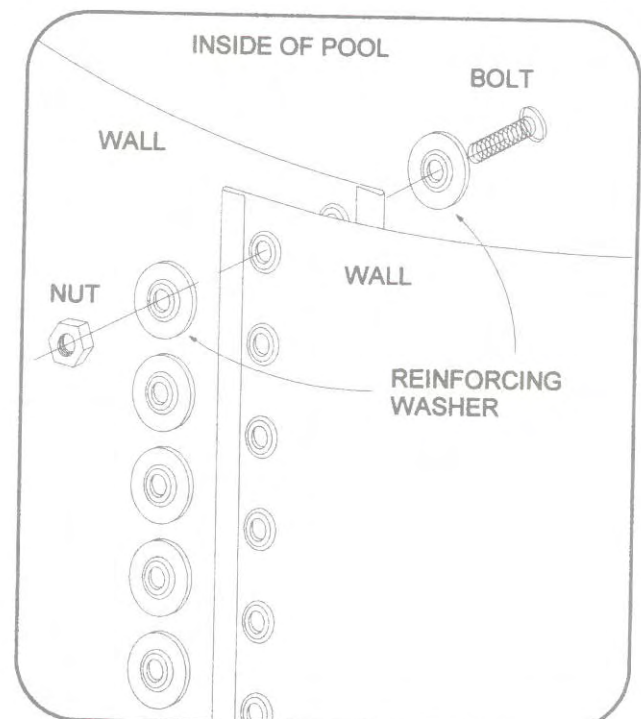 INSIDE OF POOL
BOLT
WALL
WALL
NUT
REINFORCING
WASHER